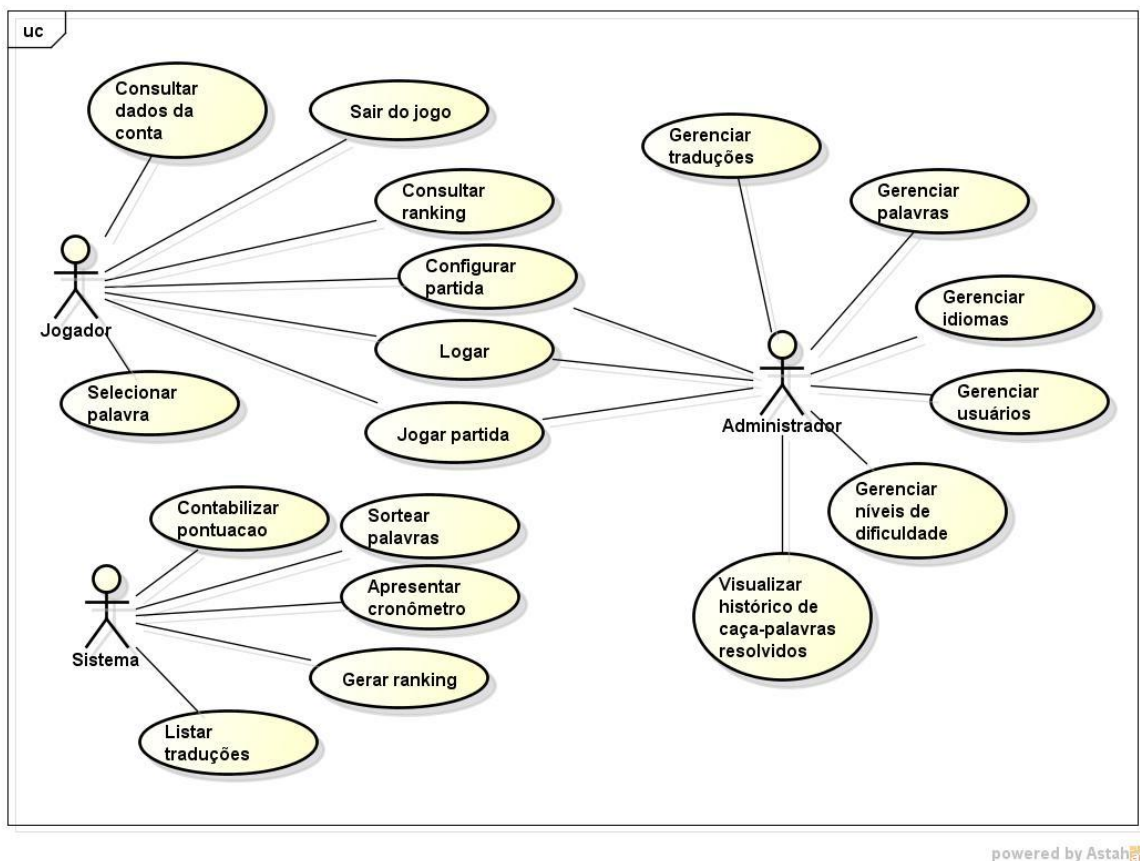 uc
Consultar
dados da
conta
Sair do jogo
Gerenciar
traduções
Consultar
ranking
Gerenciar
palavras
Configurar
partida
Gerenciar
idiomas
Jogador
Logar
Selecionar
palavra
Gerenciar
usuários
Jogar partida
Administrador
Contabilizar
pontuacao
Sortear
palavras
Gerenciar
níveis de
dificuldade
Apresentar
cronômetro
Visualizar
histórico de
caça-palavras
resolvidos
Sistema
Gerar ranking
Listar
traduções
powered by Astah